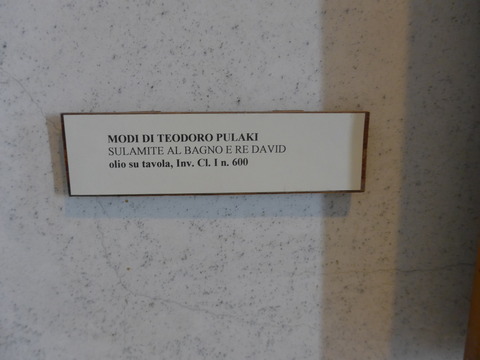 MODI DI TEODORO PULAKI
SULAMITE AL BAGNO E RE DAVID
olio su tavola, Inv. Cl. I n. 600